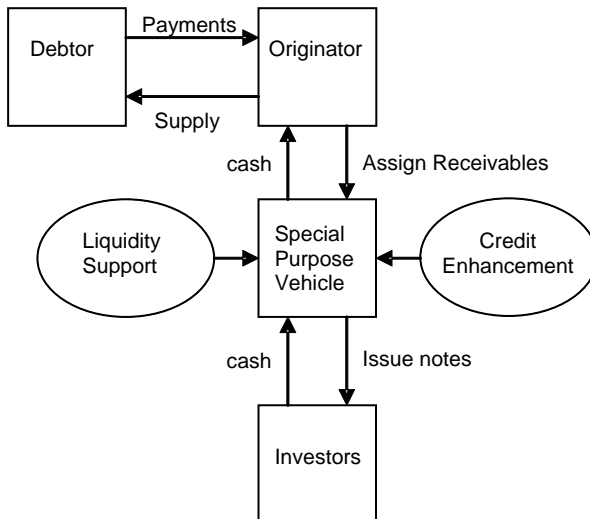 Debtor
Payments
Originator
Supply
cash
Assign Receivables
Liquidity
Support
Special
Purpose
Vehicle
Credit
Enhancement
cash
Issue notes
Investors